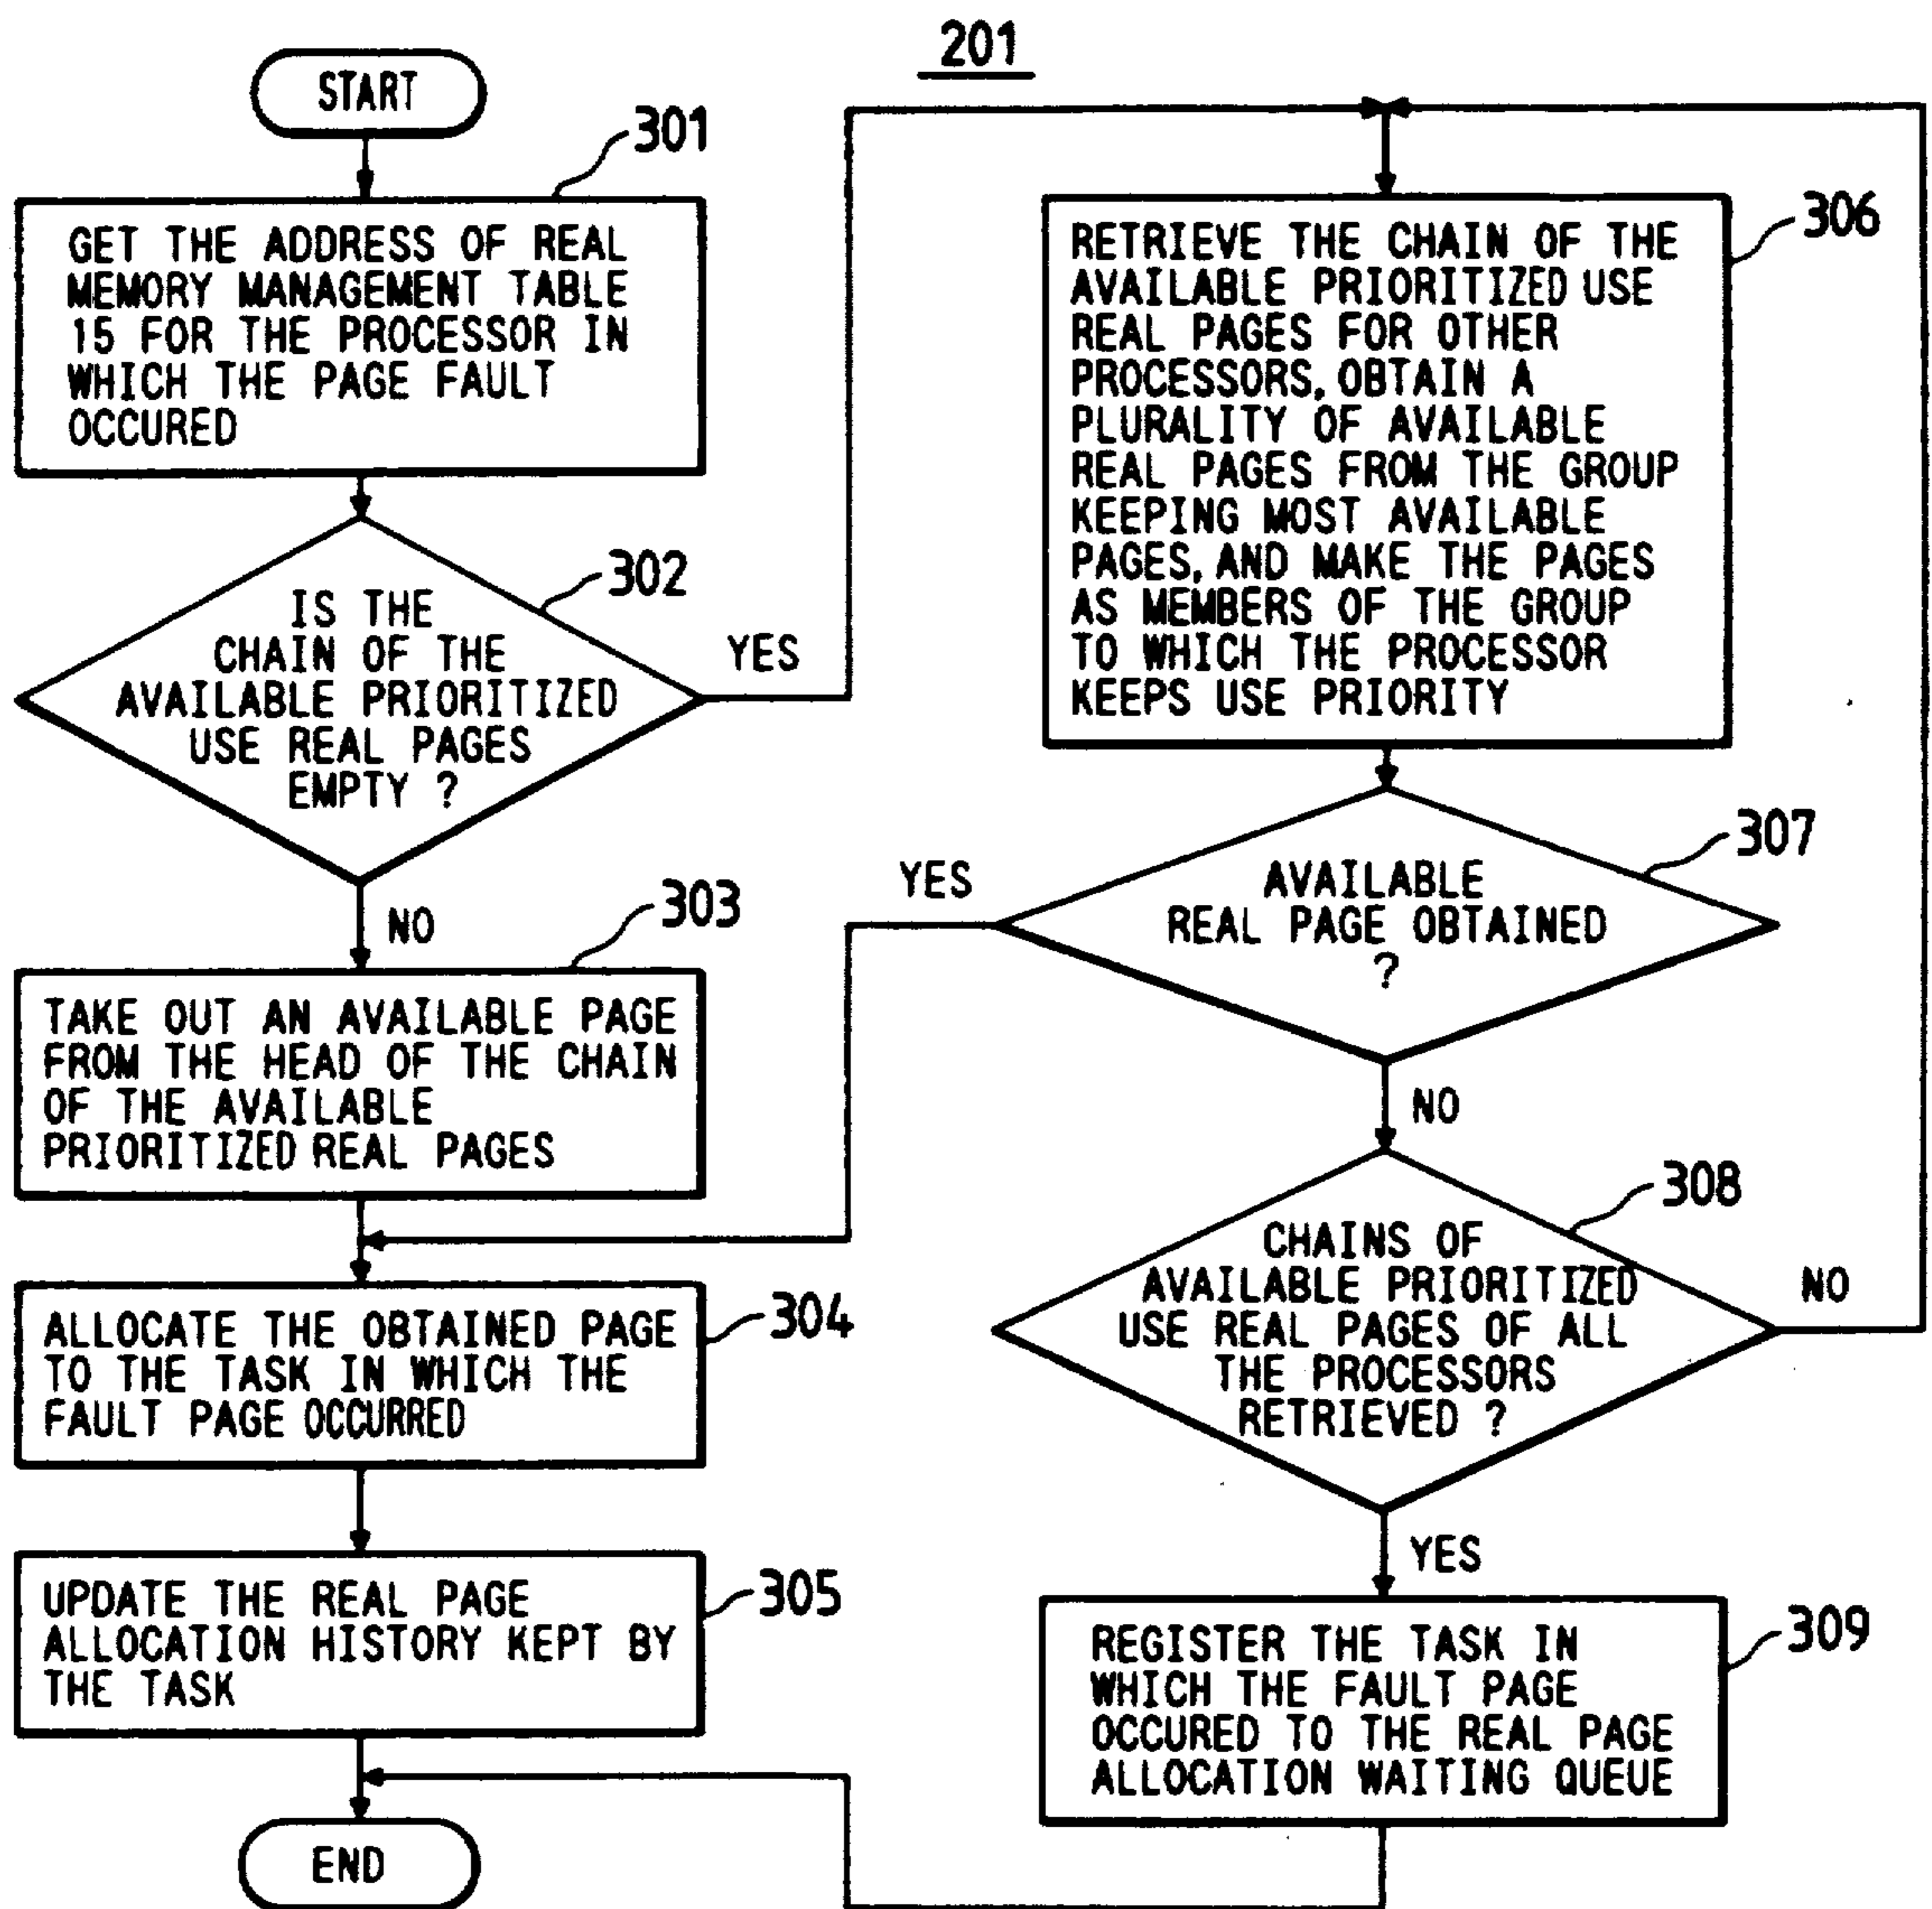 201
START
301
GET THE ADDRESS OF REAL
MEMORY MANAGEMENT TABLE
15 FOR THE PROCESSOR IN
WHICH THE PAGE FAULT
OCCURED
302
IS THE
CHAIN OF THE
AVAILABLE PRIORITIZED
USE REAL PAGES
EMPTY ?
YES
NO
303
TAKE OUT AN AVAILABLE PAGE
FROM THE HEAD OF THE CHAIN
OF THE AVAILABLE
PRIORITIZED REAL PAGES
304
ALLOCATE THE OBTAINED PAGE
TO THE TASK IN WHICH THE
FAULT PAGE OCCURRED
305
UPDATE THE REAL PAGE
ALLOCATION HISTORY KEPT BY
THE TASK
END
306
RETRIEVE THE CHAIN OF THE
AVAILABLE PRIORITIZED USE
REAL PAGES FOR OTHER
PROCESSORS, OBTAIN A
PLURALITY OF AVAILABLE
REAL PAGES FROM THE GROUP
KEEPING MOST AVAILABLE
PAGES, AND MAKE THE PAGES
AS MEMBERS OF THE GROUP
TO WHICH THE PROCESSOR
KEEPS USE PRIORITY
307
AVAILABLE
REAL PAGE OBTAINED
?
YES
NO
308
CHAINS OF
AVAILABLE PRIORITIZED
USE REAL PAGES OF ALL
THE PROCESSORS
RETRIEVED ?
NO
YES
309
REGISTER THE TASK IN
WHICH THE FAULT PAGE
OCCURED TO THE REAL PAGE
ALLOCATION WAITING QUEUE